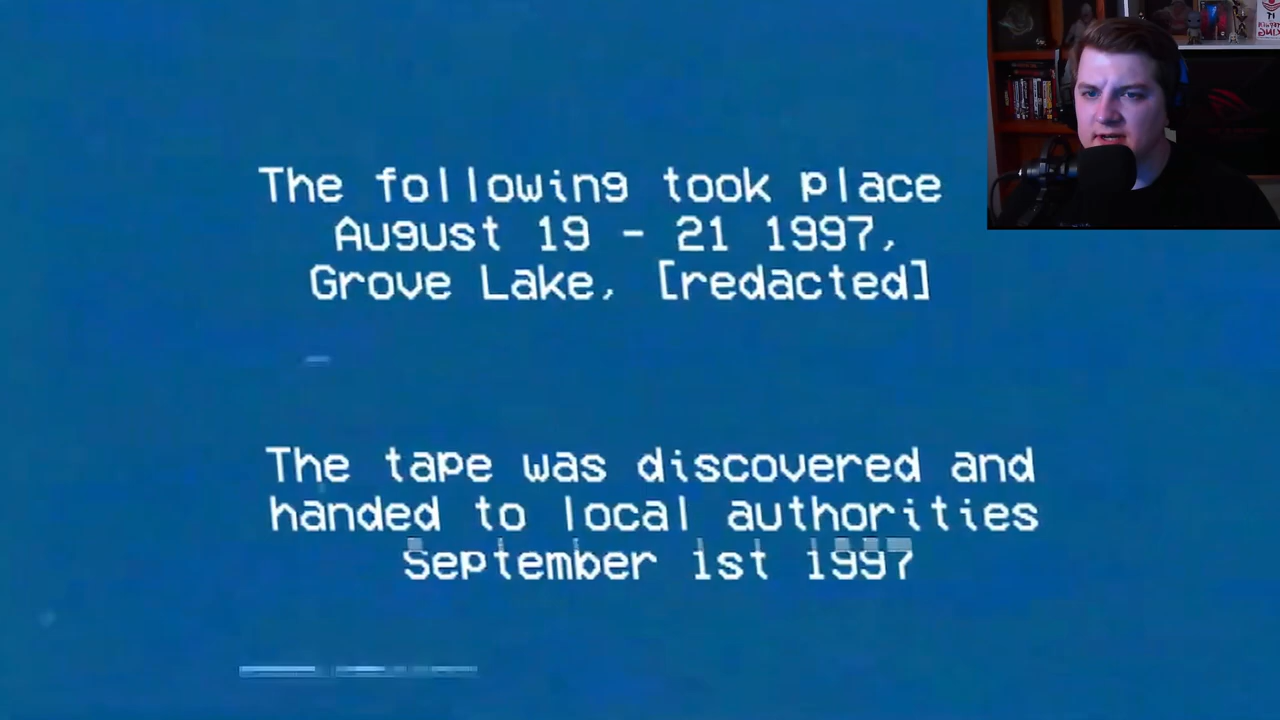 The following took place
August 19 - 21 1997,
Grove Lake, [redacted]
The tape was discovered and
handed to local authorities
September 1st 1997